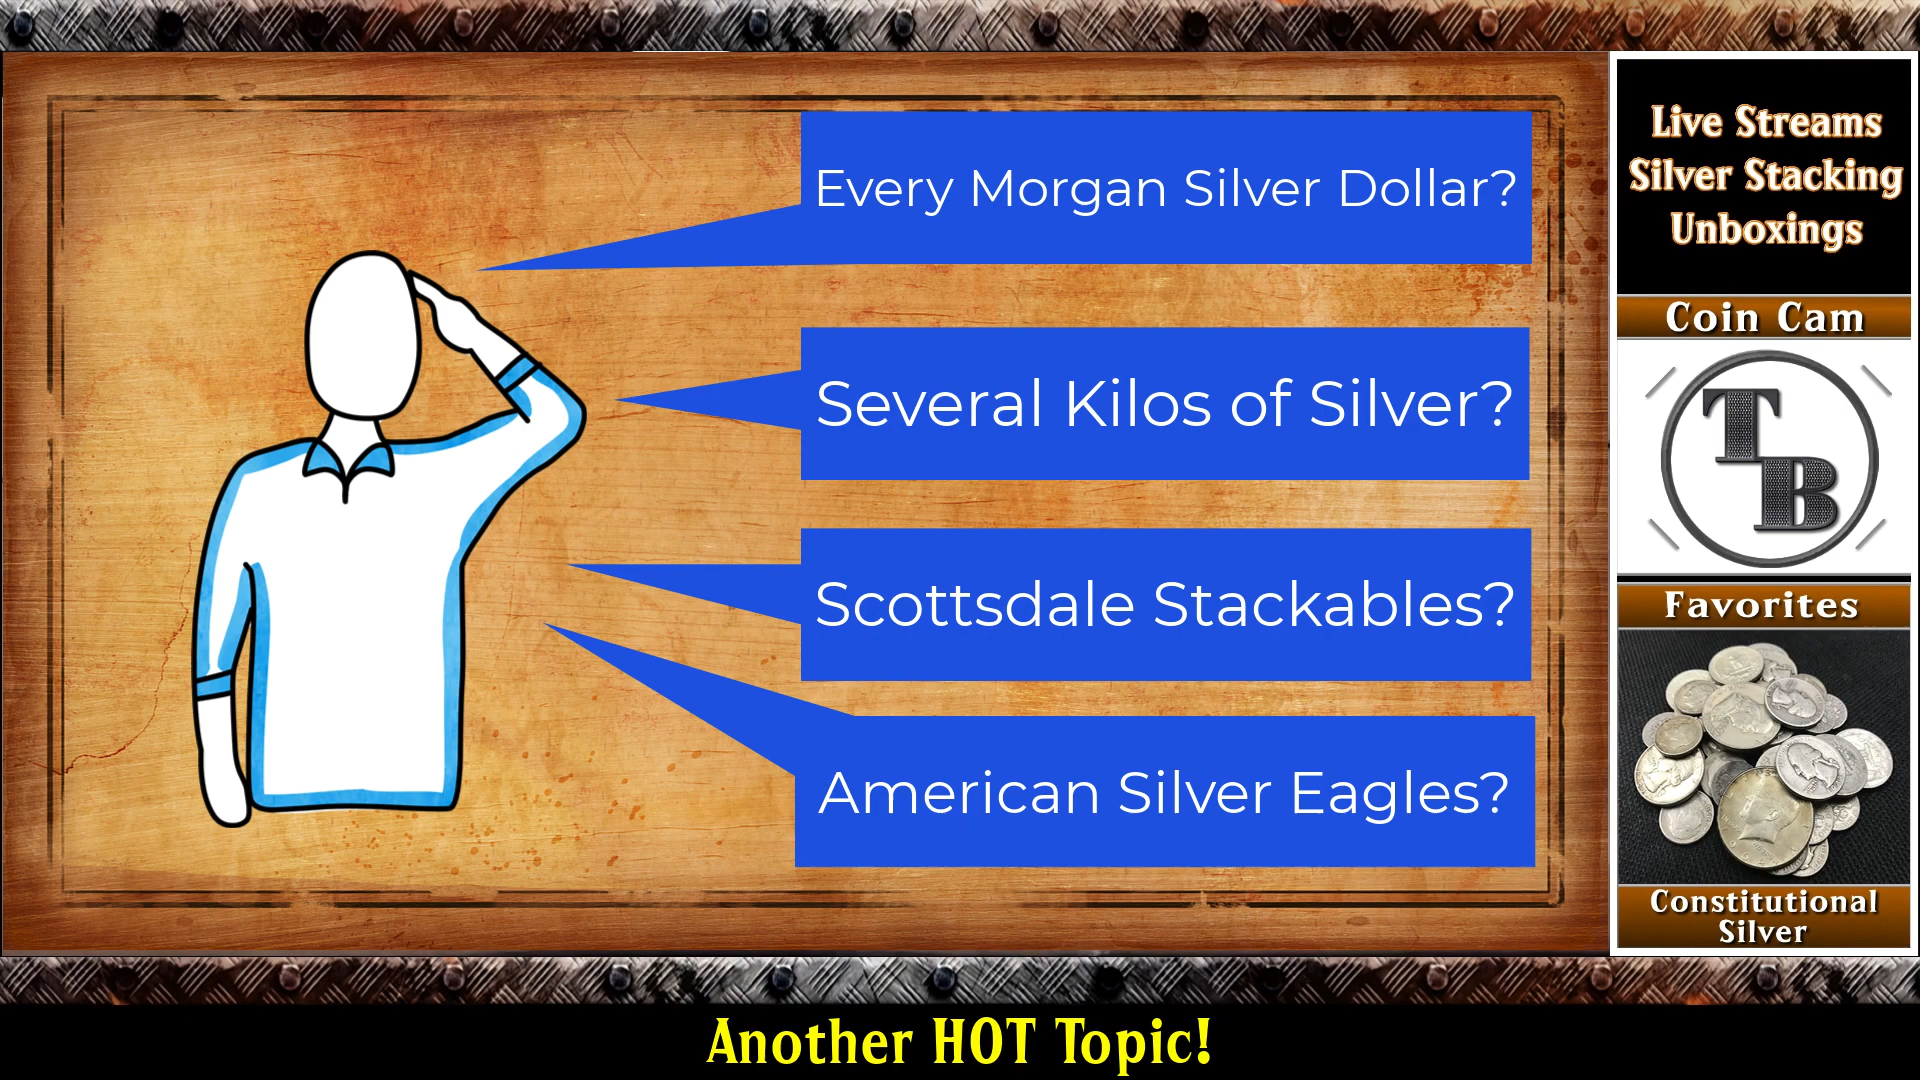 Every Morgan Silver Dollar?
Several Kilos of Silver?
Scottsdale Stackables?
American Silver Eagles?
Live Streams
Silver Stacking
Unboxings
Coin Cam
TB
Favorites
Constitutional
Silver
Another HOT Topic!